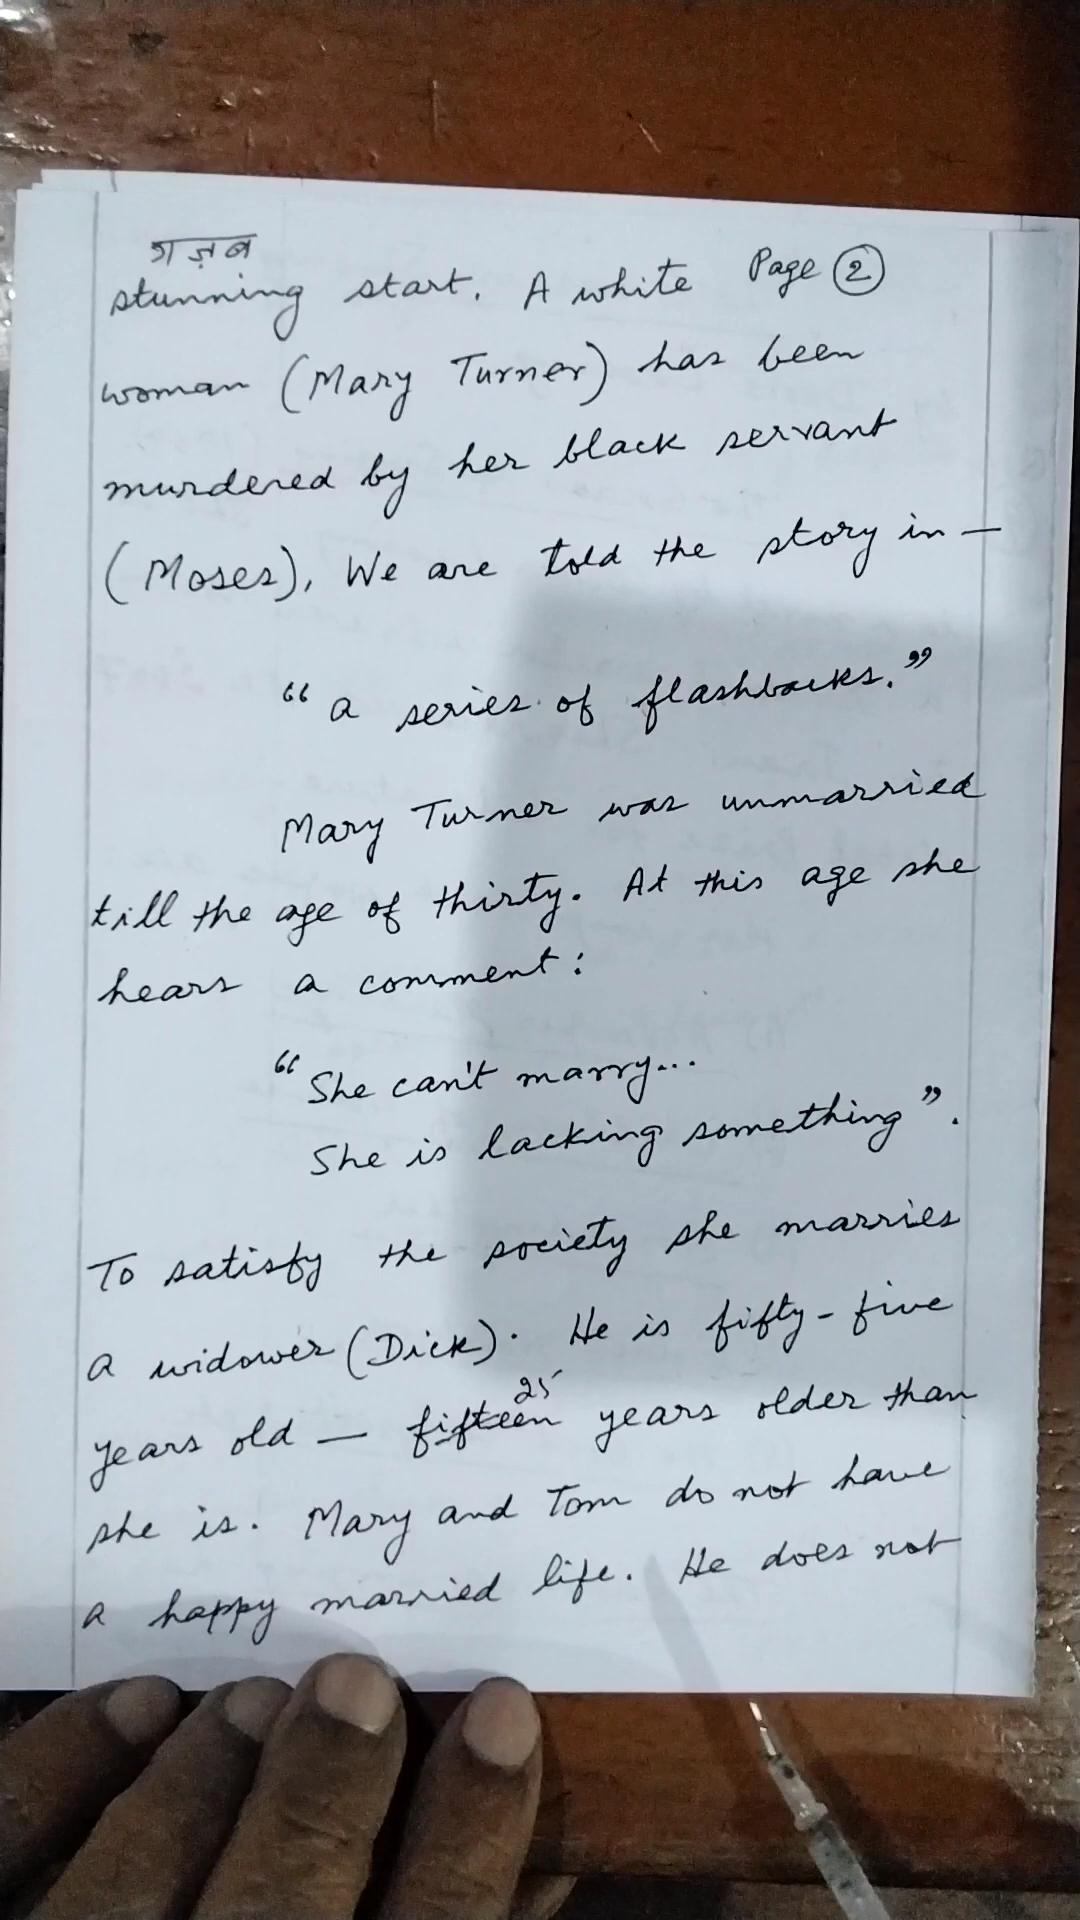 गज़ब
stunning start. A white Page 2
woman (Mary Turner) has been
murdered by her black servant
(Moses). We are told the story in —
“a series of flashbacks.”
Mary Turner was unmarried
till the age of thirty. At this age she
hears a comment:
“She can't marry...
She is lacking something”.
To satisfy the society she marries
a widower (Dick). He is fifty-five
25
years old — fifteen years older than
she is. Mary and Tom do not have
a happy married life. He does not